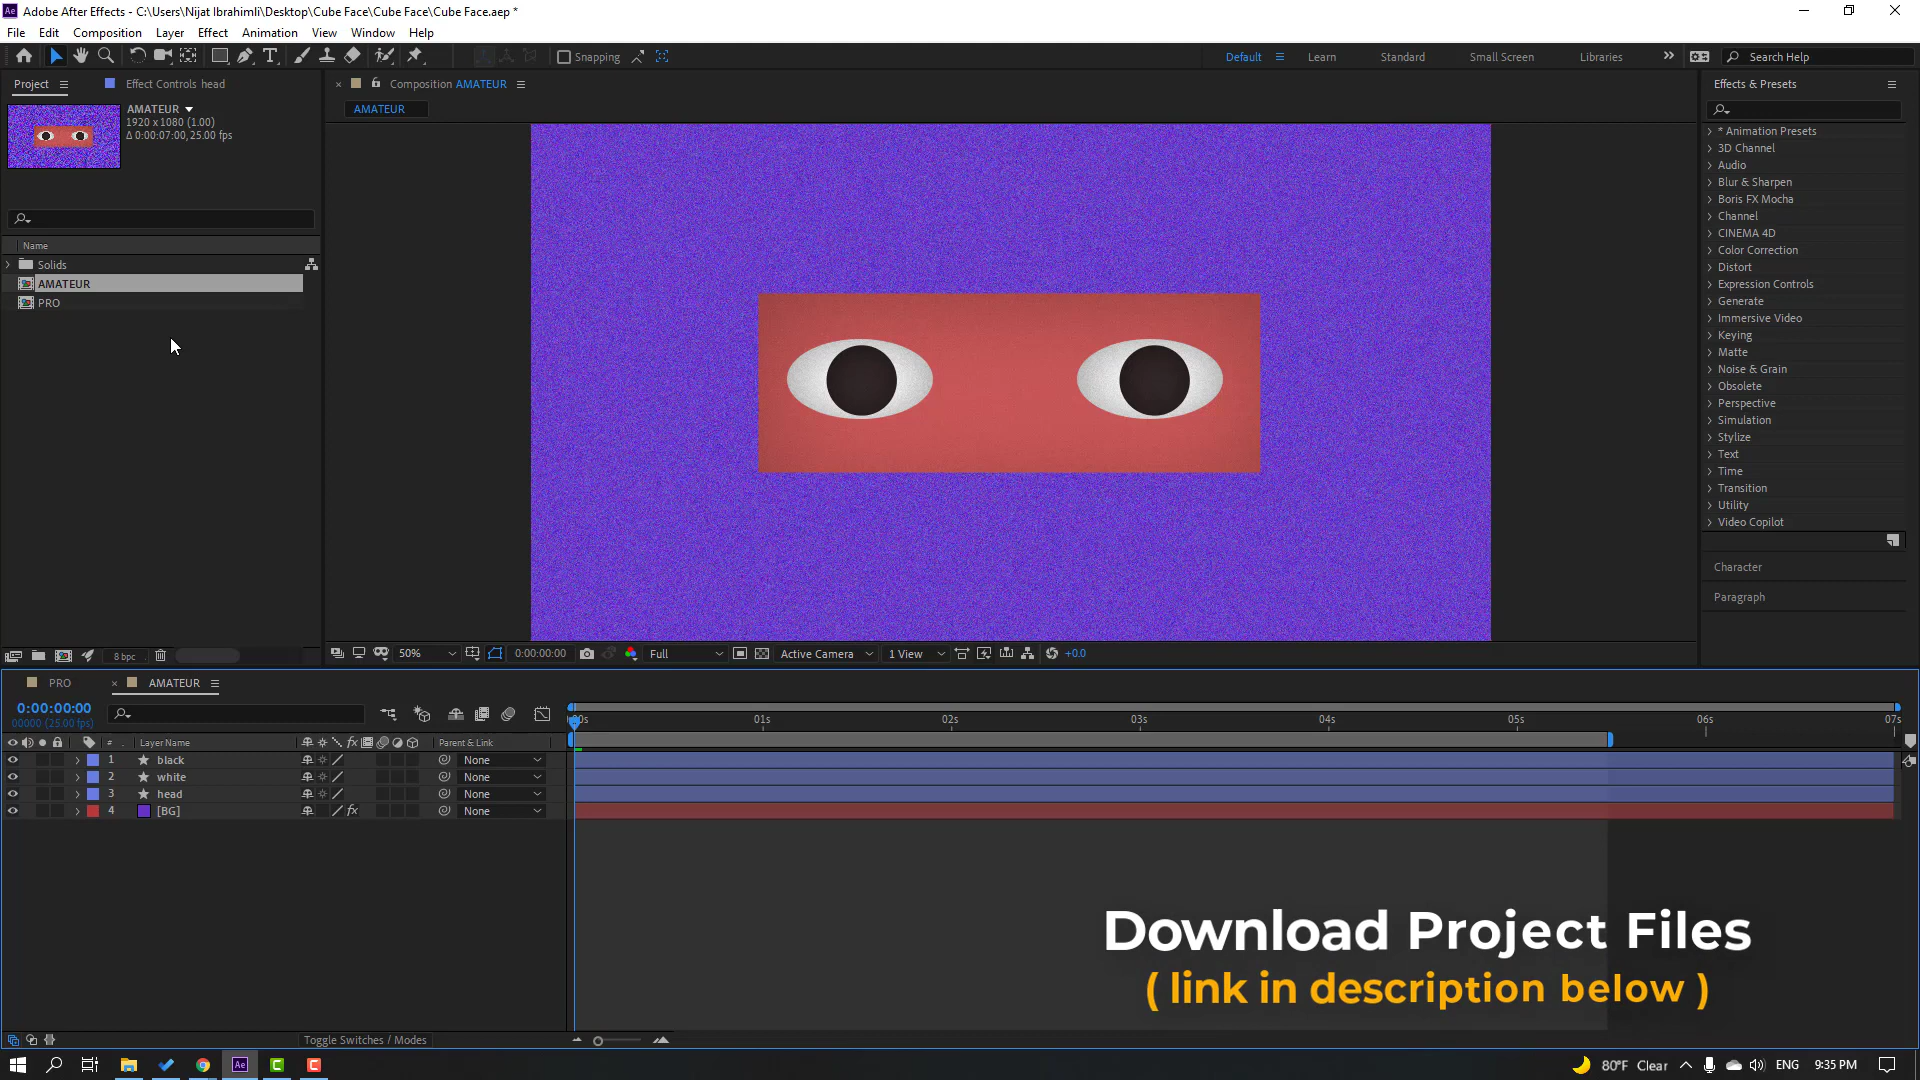 Adobe After Effects - C:\Users\Nijat Ibrahimli\Desktop\Cube Face\Cube Face\Cube Face.aep *
File Edit Composition Layer Effect Animation View Window Help
Snapping
Default Learn Standard Small Screen Libraries
Search Help
Project
Effect Controls head
AMATEUR
1920 x 1080 (1.00)
Δ 0:00:07:00, 25.00 fps
Name
Solids
AMATEUR
PRO
8 bpc
Composition AMATEUR
AMATEUR
50%
0:00:00:00
Full
Active Camera
1 View
+0.0
Effects & Presets
* Animation Presets
3D Channel
Audio
Blur & Sharpen
Boris FX Mocha
Channel
CINEMA 4D
Color Correction
Distort
Expression Controls
Generate
Immersive Video
Keying
Matte
Noise & Grain
Obsolete
Perspective
Simulation
Stylize
Text
Time
Transition
Utility
Video Copilot
Character
Paragraph
PRO
AMATEUR
0:00:00:00
00000 (25.00 fps)
01s 02s 03s 04s 05s 06s 07s
# Layer Name fx Parent & Link
1 black None
2 white None
3 head None
4 [BG] fx None
Toggle Switches / Modes
Download Project Files
( link in description below )
Ae
80°F Clear
ENG
9:35 PM